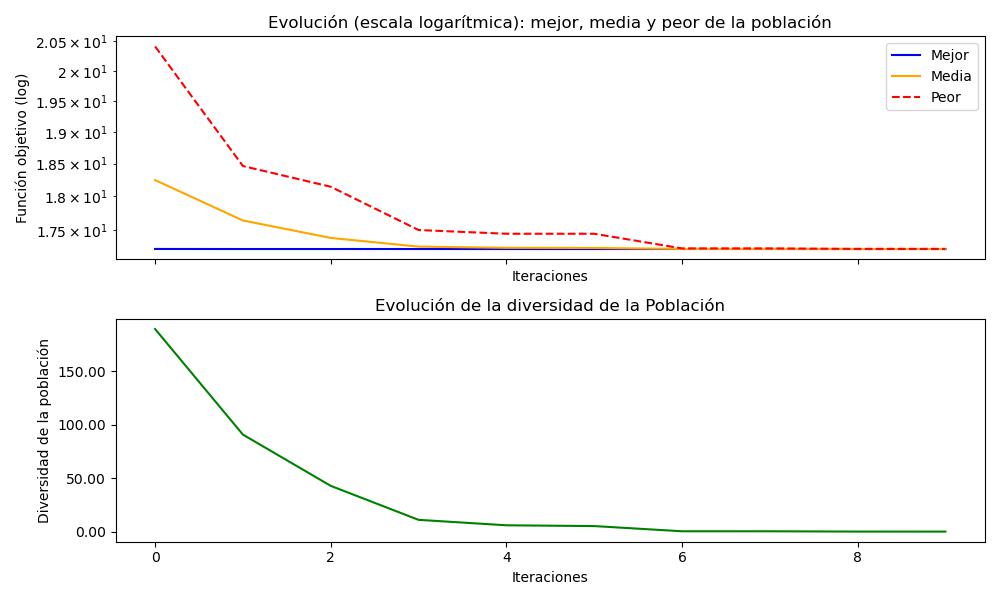 Evolución (escala logarítmica): mejor, media y peor de la población
Función objetivo (log)
2.05 × 10¹
2 × 10¹
1.95 × 10¹
1.9 × 10¹
1.85 × 10¹
1.8 × 10¹
1.75 × 10¹
Mejor
Media
Peor
Iteraciones
Evolución de la diversidad de la Población
Diversidad de la población
150.00
100.00
50.00
0.00
0 2 4 6 8
Iteraciones